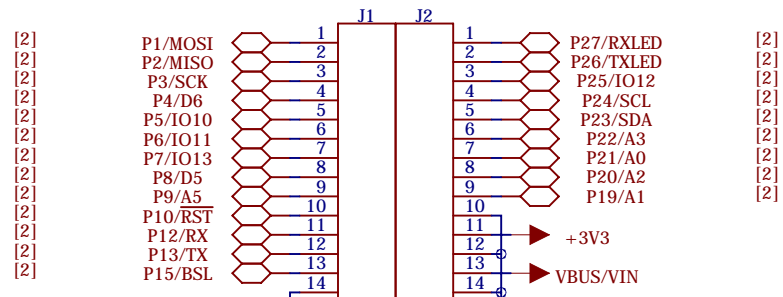 J1 J2
[2] P1/MOSI 1 1 P27/RXLED [2]
[2] P2/MISO 2 2 P26/TXLED [2]
[2] P3/SCK 3 3 P25/IO12 [2]
[2] P4/D6 4 4 P24/SCL [2]
[2] P5/IO10 5 5 P23/SDA [2]
[2] P6/IO11 6 6 P22/A3 [2]
[2] P7/IO13 7 7 P21/A0 [2]
[2] P8/D5 8 8 P20/A2 [2]
[2] P9/A5 9 9 P19/A1 [2]
[2] P10/RST 10 10
[2] P12/RX 11 11 +3V3
[2] P13/TX 12 12
[2] P15/BSL 13 13 VBUS/VIN
14 14